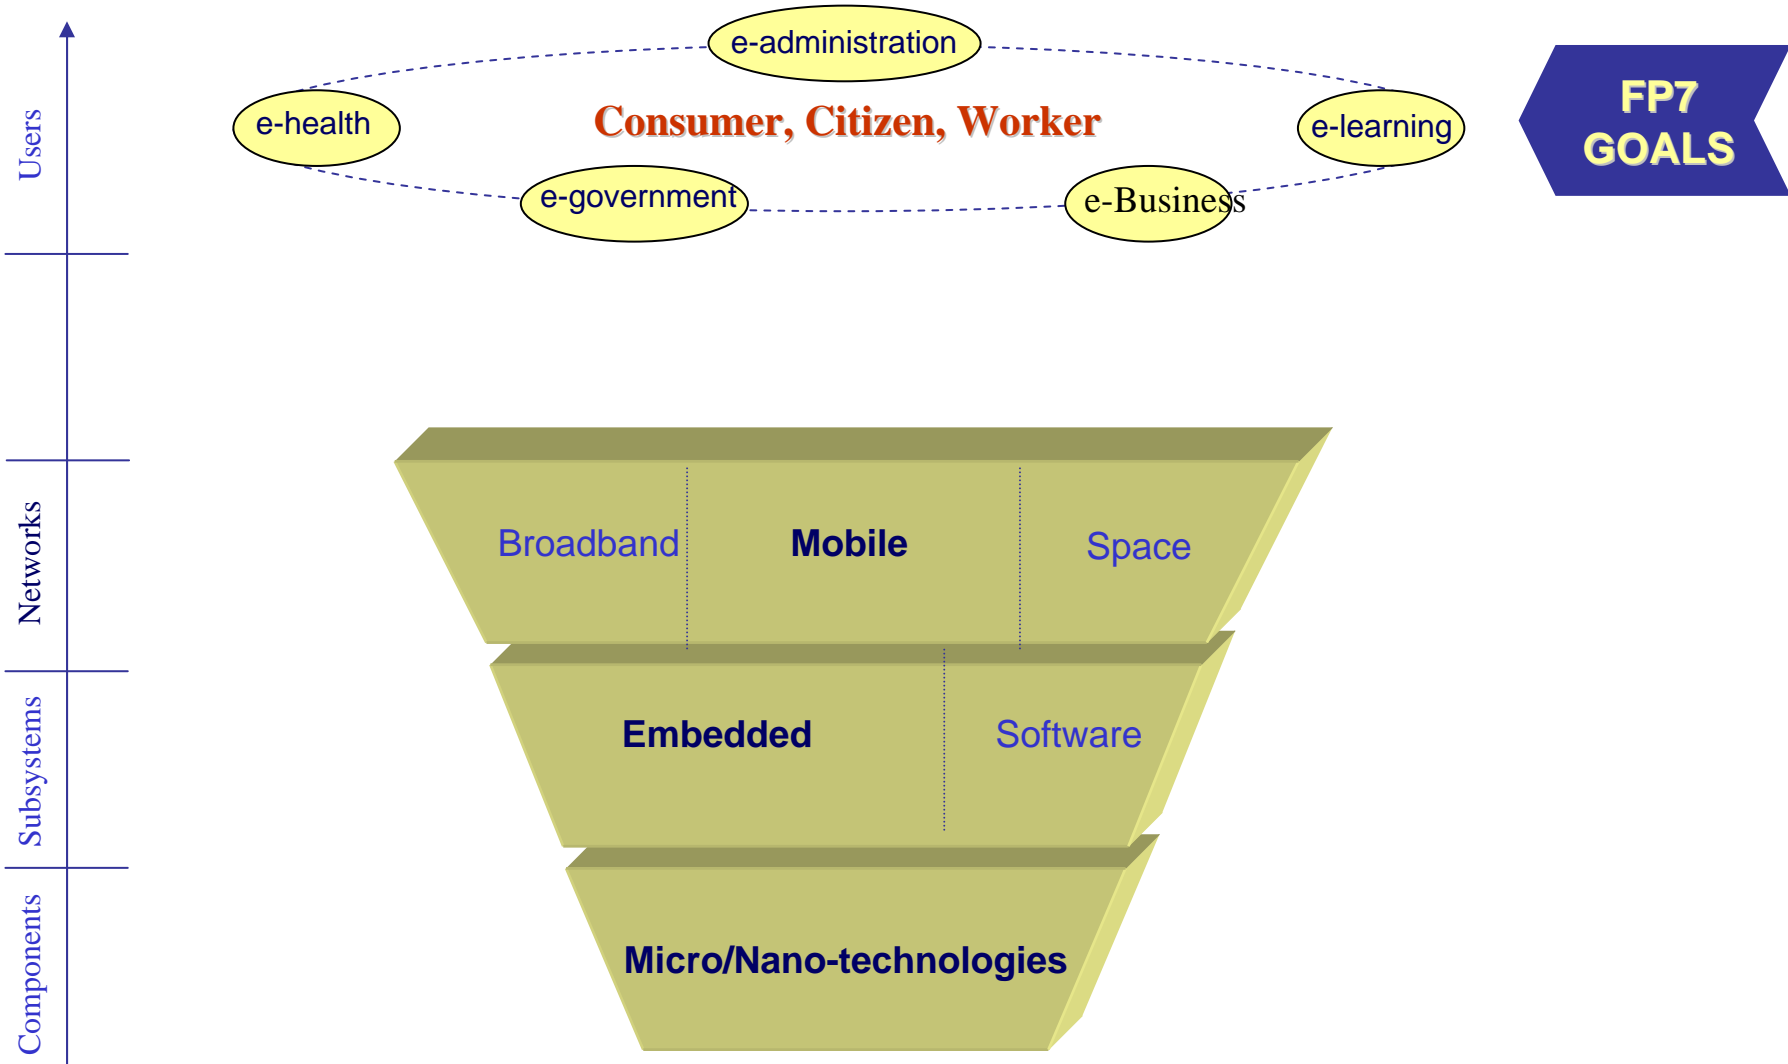 e-administration
FP7
GOALS
Users
e-health
Consumer, Citizen, Worker
e-learning
e-government
e-Business
Networks
Broadband
Mobile
Space
Subsystems
Embedded
Software
Components
Micro/Nano-technologies